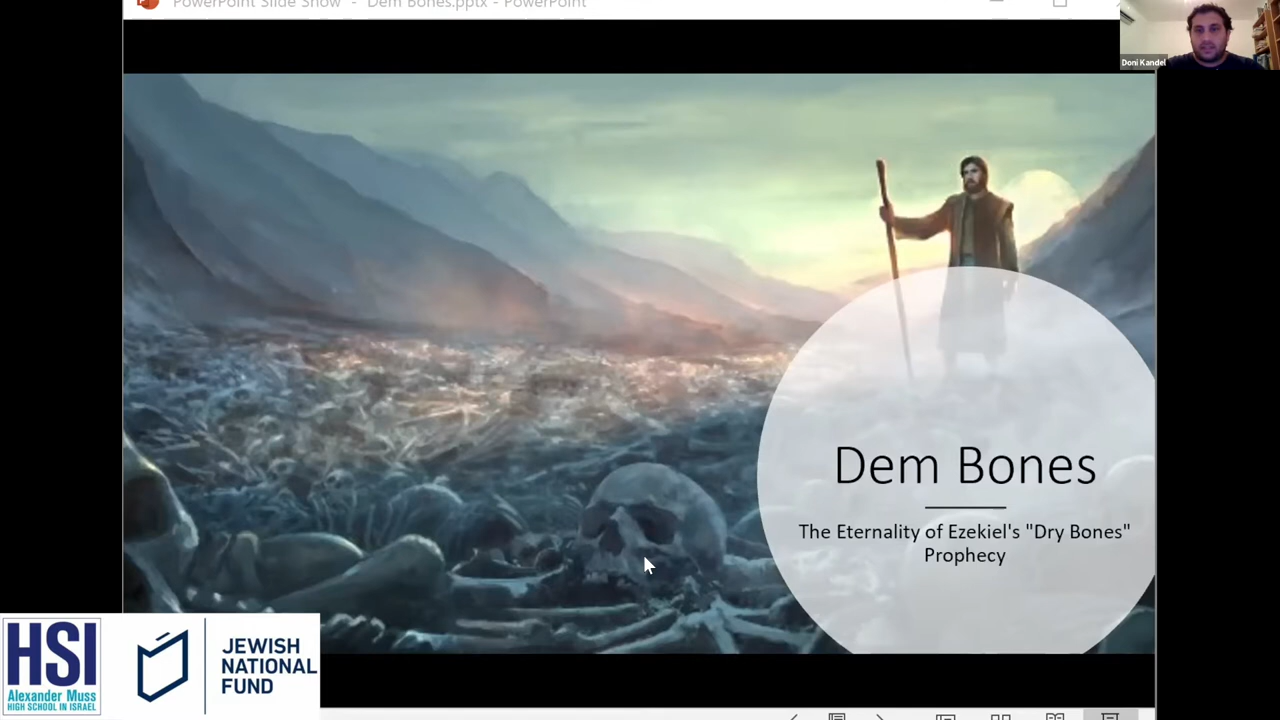 PowerPoint Slide Show - Dem Bones.pptx - PowerPoint
Doni Kandel
Dem Bones
The Eternality of Ezekiel's "Dry Bones"
Prophecy
HSI
Alexander Muss
HIGH SCHOOL IN ISRAEL
JEWISH
NATIONAL
FUND